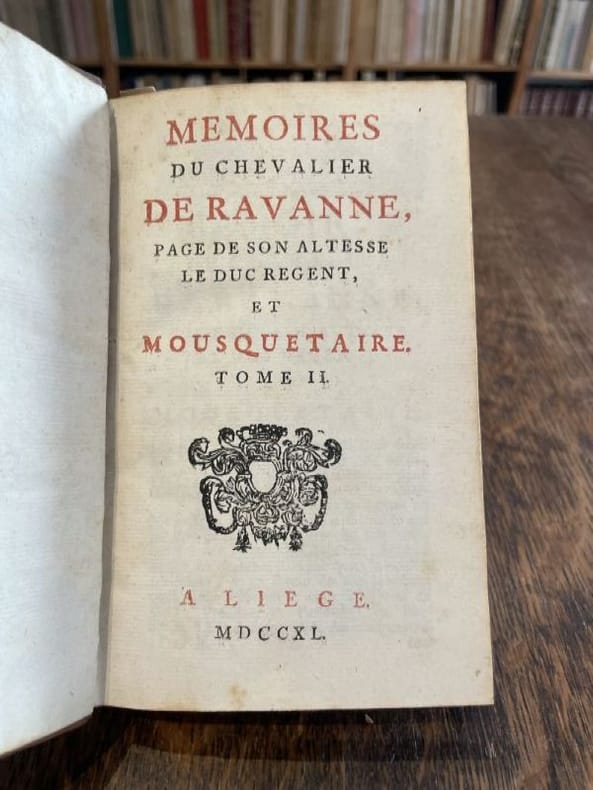 MEMOIRES
DU CHEVALIER
DE RAVANNE,
PAGE DE SON ALTESSE
LE DUC REGENT,
ET
MOUSQUETAIRE.
TOME II.
A LIEGE.
MDCCXL.